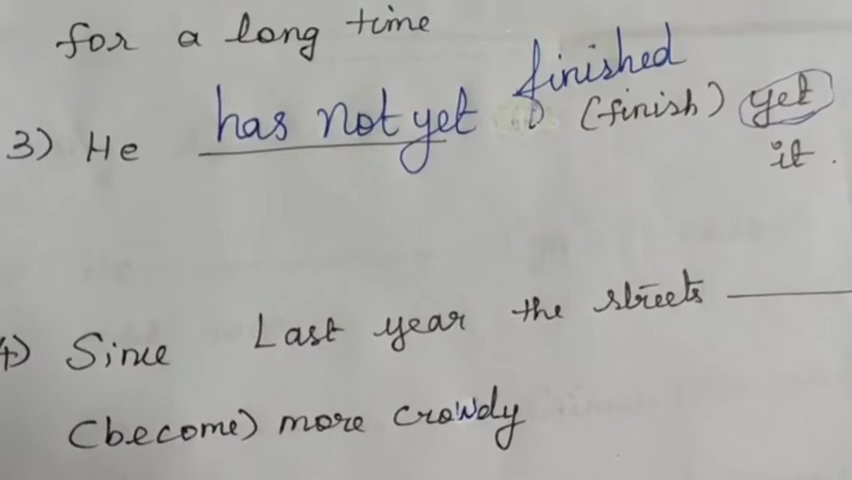 for a long time
3) He has not yet finished (finish) yet
it.
4) Since Last year the streets
(become) more crowdy